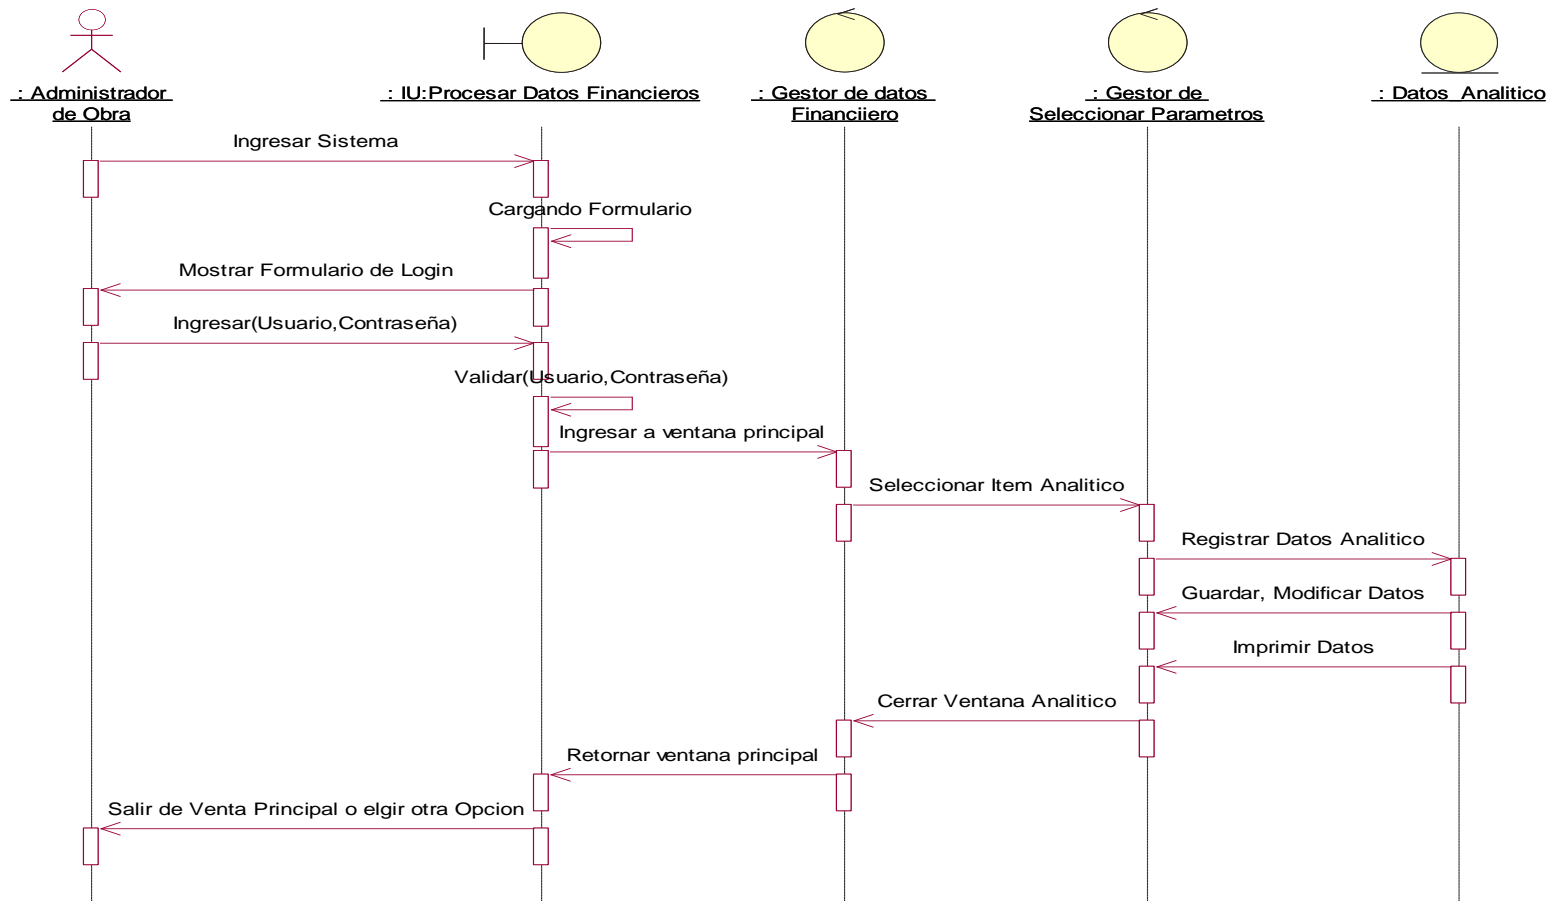 : Administrador
de Obra
: IU:Procesar Datos Financieros
: Gestor de datos
Financiiero
: Gestor de
Seleccionar Parametros
: Datos_Analitico
Ingresar Sistema
Cargando Formulario
Mostrar Formulario de Login
Ingresar(Usuario,Contraseña)
Validar(Usuario,Contraseña)
Ingresar a ventana principal
Seleccionar Item Analitico
Registrar Datos Analitico
Guardar, Modificar Datos
Imprimir Datos
Cerrar Ventana Analitico
Retornar ventana principal
Salir de Venta Principal o elgir otra Opcion